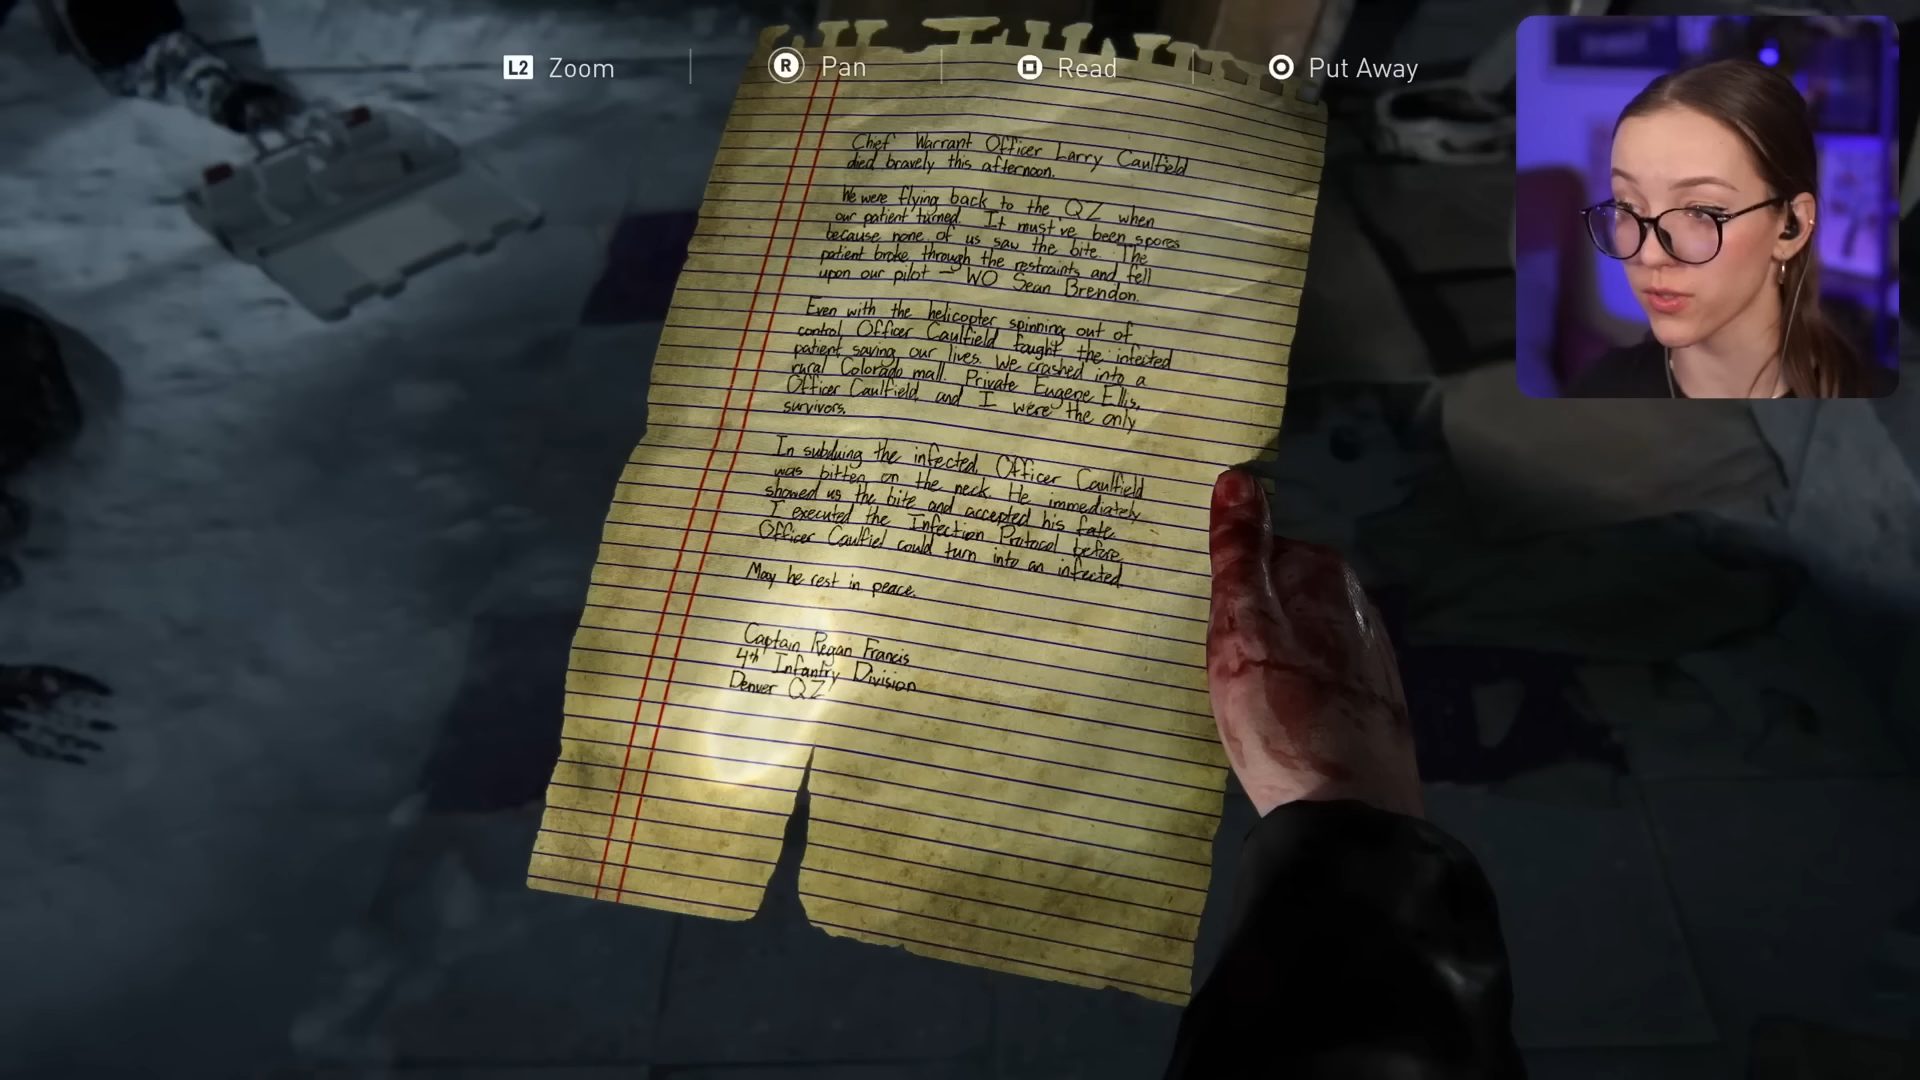 L2 Zoom
R Pan
Read
Put Away
Chief Warrant Officer Larry Caulfield
died bravely this afternoon.
We were flying back to the QZ when
our patient turned. It must've been spores
because none of us saw the bite. The
patient broke through the restraints and fell
upon our pilot - WO Sean Brendon.
Even with the helicopter spinning out of
control Officer Caulfield fought the infected
patient saving our lives. We crashed into a
rural Colorado mall. Private Eugene Ellis,
Officer Caulfield, and I were the only
survivors.
In subduing the infected, Officer Caulfield
was bitten on the neck. He immediately
showed us the bite and accepted his fate.
I executed the Infection Protocol before
Officer Caulfiel could turn into an infected.
May he rest in peace.
Captain Regan Francis
4th Infantry Division
Denver QZ